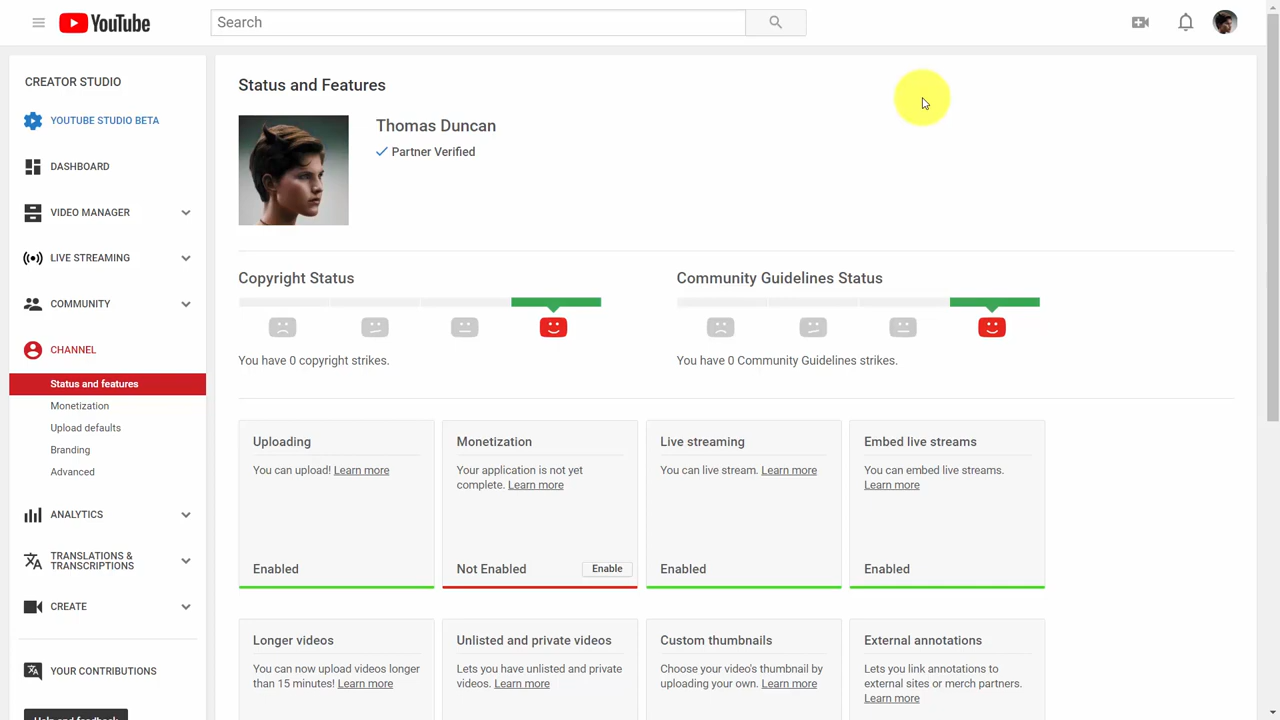 YouTube
Search
CREATOR STUDIO
YOUTUBE STUDIO BETA
DASHBOARD
VIDEO MANAGER
LIVE STREAMING
COMMUNITY
CHANNEL
Status and features
Monetization
Upload defaults
Branding
Advanced
ANALYTICS
TRANSLATIONS &
TRANSCRIPTIONS
CREATE
YOUR CONTRIBUTIONS
Help and feedback
Status and Features
Thomas Duncan
Partner Verified
Copyright Status
You have 0 copyright strikes.
Community Guidelines Status
You have 0 Community Guidelines strikes.
Uploading
You can upload! Learn more
Enabled
Monetization
Your application is not yet
complete. Learn more
Not Enabled
Enable
Live streaming
You can live stream. Learn more
Enabled
Embed live streams
You can embed live streams.
Learn more
Enabled
Longer videos
You can now upload videos longer
than 15 minutes! Learn more
Unlisted and private videos
Lets you have unlisted and private
videos. Learn more
Custom thumbnails
Choose your video's thumbnail by
uploading your own. Learn more
External annotations
Lets you link annotations to
external sites or merch partners.
Learn more